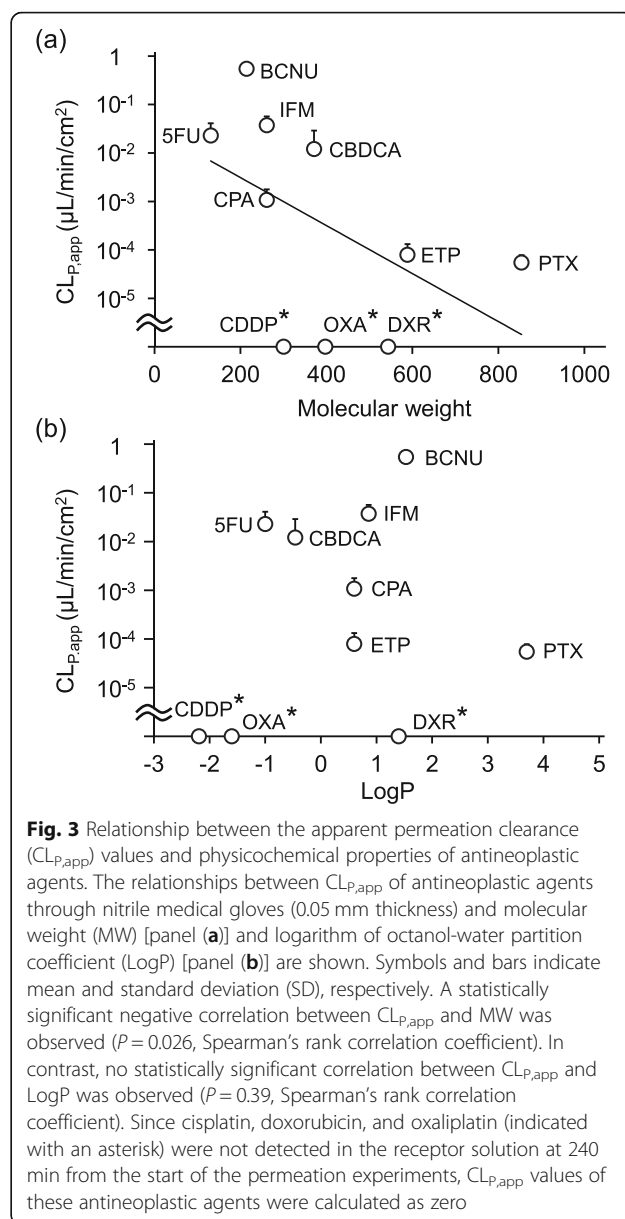 (a)
1
10-1
10-2
10-3
10-4
10-5
CLP,app (µL/min/cm2)
BCNU
IFM
5FU
CBDCA
CPA
ETP
PTX
CDDP* OXA* DXR*
0 200 400 600 800 1000
Molecular weight
(b)
1
10-1
10-2
10-3
10-4
10-5
CLP.app (µL/min/cm2)
BCNU
IFM
5FU
CBDCA
CPA
ETP
PTX
CDDP*
OXA*
DXR*
-3 -2 -1 0 1 2 3 4 5
LogP
Fig. 3 Relationship between the apparent permeation clearance
(CLP,app) values and physicochemical properties of antineoplastic
agents. The relationships between CLP,app of antineoplastic agents
through nitrile medical gloves (0.05 mm thickness) and molecular
weight (MW) [panel (a)] and logarithm of octanol-water partition
coefficient (LogP) [panel (b)] are shown. Symbols and bars indicate
mean and standard deviation (SD), respectively. A statistically
significant negative correlation between CLP,app and MW was
observed (P = 0.026, Spearman's rank correlation coefficient). In
contrast, no statistically significant correlation between CLP,app and
LogP was observed (P = 0.39, Spearman's rank correlation
coefficient). Since cisplatin, doxorubicin, and oxaliplatin (indicated
with an asterisk) were not detected in the receptor solution at 240
min from the start of the permeation experiments, CLP,app values of
these antineoplastic agents were calculated as zero